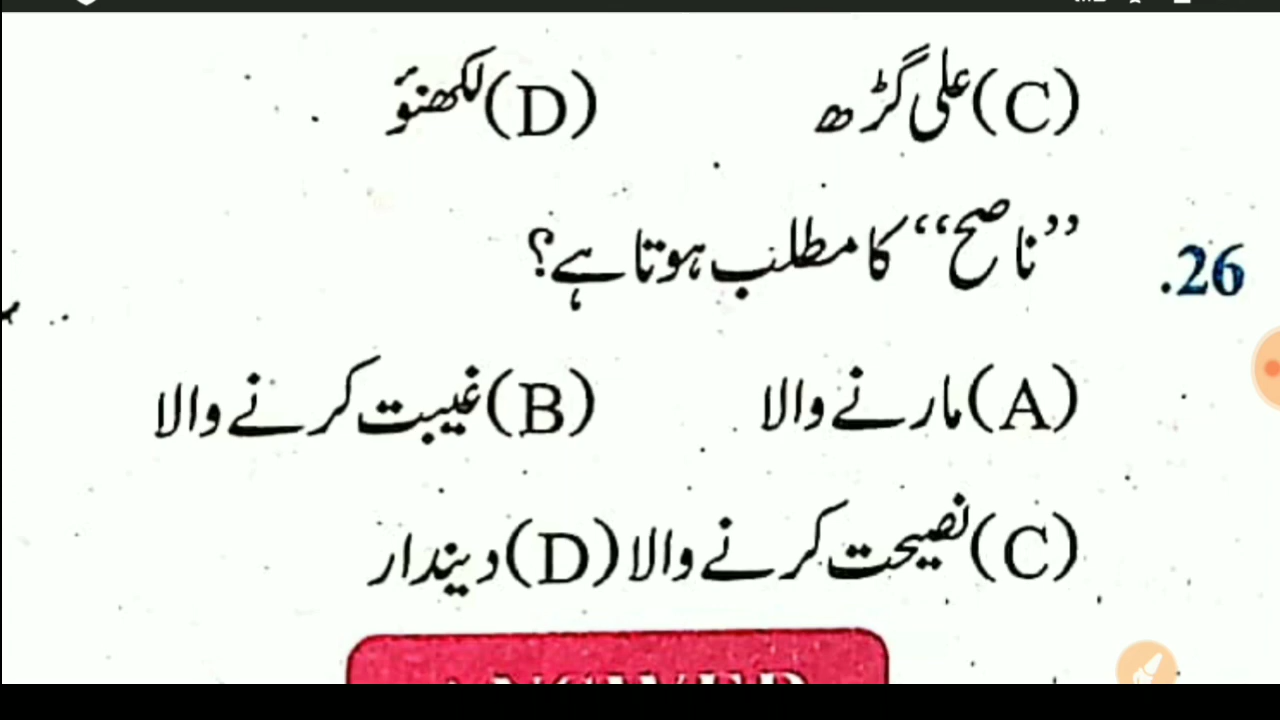 (C) علی گڑھ (D) لکھنؤ
26. ’’ناصح‘‘ کا مطلب ہوتا ہے؟
(A) مارنے والا (B) غیبت کرنے والا
(C) نصیحت کرنے والا (D) دیندار